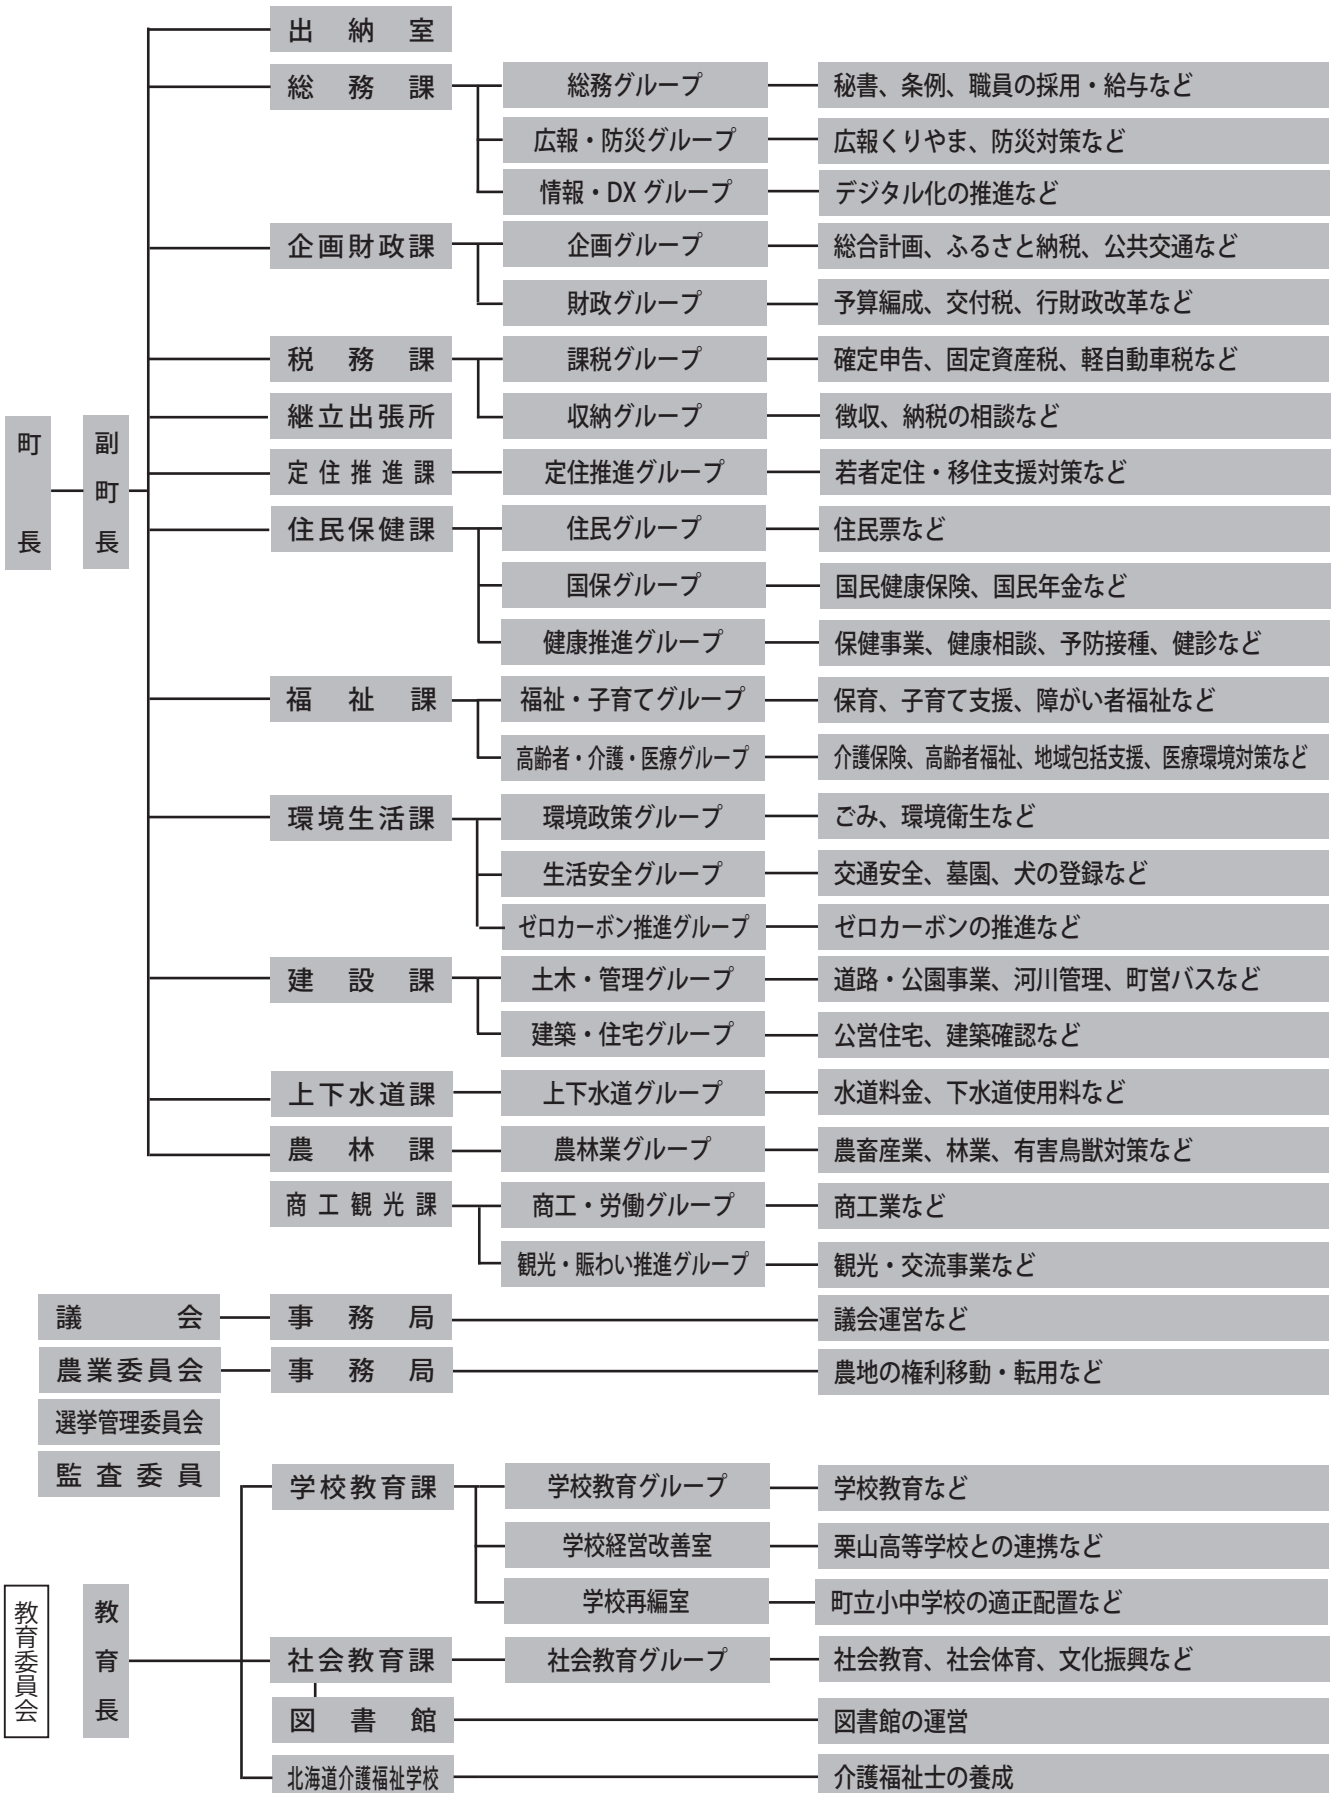 町長
副町長
出納室
総務課
総務グループ
秘書、条例、職員の採用・給与など
広報・防災グループ
広報くりやま、防災対策など
情報・DX グループ
デジタル化の推進など
企画財政課
企画グループ
総合計画、ふるさと納税、公共交通など
財政グループ
予算編成、交付税、行財政改革など
税務課
課税グループ
確定申告、固定資産税、軽自動車税など
継立出張所
収納グループ
徴収、納税の相談など
定住推進課
定住推進グループ
若者定住・移住支援対策など
住民保健課
住民グループ
住民票など
国保グループ
国民健康保険、国民年金など
健康推進グループ
保健事業、健康相談、予防接種、健診など
福祉課
福祉・子育てグループ
保育、子育て支援、障がい者福祉など
高齢者・介護・医療グループ
介護保険、高齢者福祉、地域包括支援、医療環境対策など
環境生活課
環境政策グループ
ごみ、環境衛生など
生活安全グループ
交通安全、墓園、犬の登録など
ゼロカーボン推進グループ
ゼロカーボンの推進など
建設課
土木・管理グループ
道路・公園事業、河川管理、町営バスなど
建築・住宅グループ
公営住宅、建築確認など
上下水道課
上下水道グループ
水道料金、下水道使用料など
農林課
農林業グループ
農畜産業、林業、有害鳥獣対策など
商工観光課
商工・労働グループ
商工業など
観光・賑わい推進グループ
観光・交流事業など
議会
事務局
議会運営など
農業委員会
事務局
農地の権利移動・転用など
選挙管理委員会
監査委員
教育委員会
教育長
学校教育課
学校教育グループ
学校教育など
学校経営改善室
栗山高等学校との連携など
学校再編室
町立小中学校の適正配置など
社会教育課
社会教育グループ
社会教育、社会体育、文化振興など
図書館
図書館の運営
北海道介護福祉学校
介護福祉士の養成